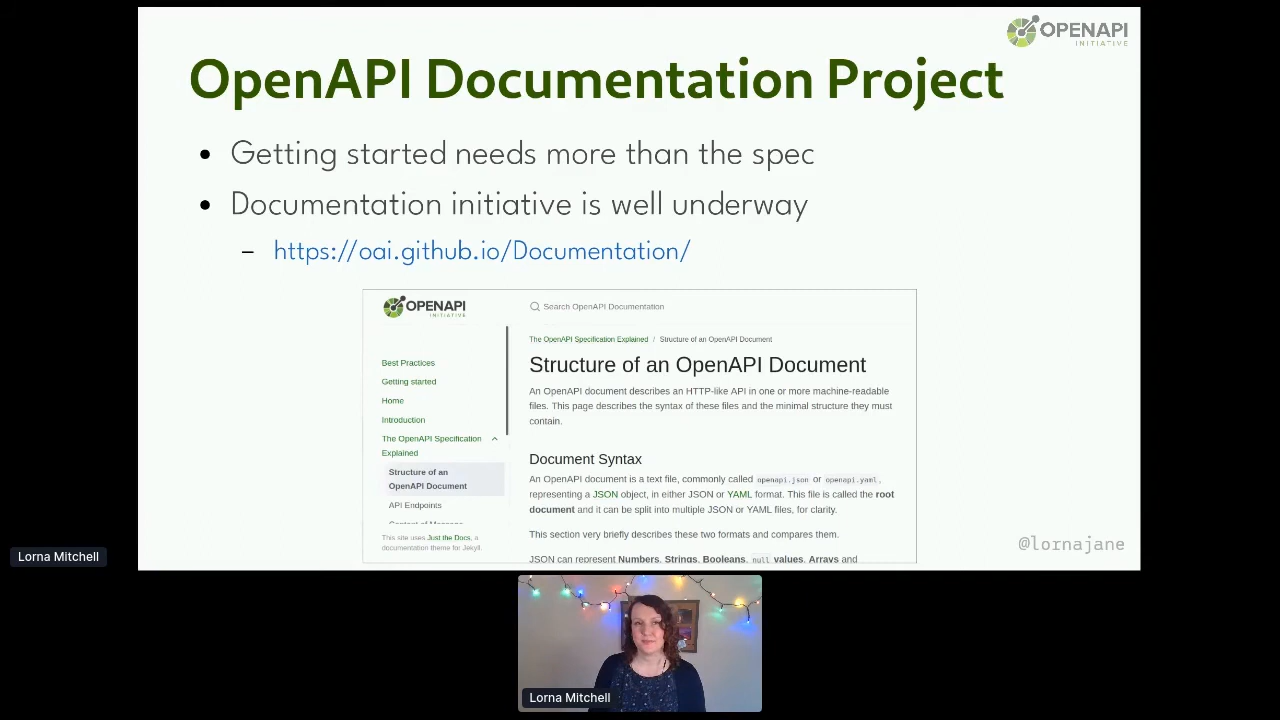 OPENAPI
INITIATIVE
OpenAPI Documentation Project
• Getting started needs more than the spec
• Documentation initiative is well underway
– https://oai.github.io/Documentation/
OPENAPI
INITIATIVE
Search OpenAPI Documentation
Best Practices
Getting started
Home
Introduction
The OpenAPI Specification
Explained
Structure of an
OpenAPI Document
API Endpoints
Content of Message
This site uses Just the Docs, a
documentation theme for Jekyll.
The OpenAPI Specification Explained / Structure of an OpenAPI Document
Structure of an OpenAPI Document
An OpenAPI document describes an HTTP-like API in one or more machine-readable
files. This page describes the syntax of these files and the minimal structure they must
contain.
Document Syntax
An OpenAPI document is a text file, commonly called openapi.json or openapi.yaml,
representing a JSON object, in either JSON or YAML format. This file is called the root
document and it can be split into multiple JSON or YAML files, for clarity.
This section very briefly describes these two formats and compares them.
JSON can represent Numbers, Strings, Booleans, null values, Arrays and
@lornajane
Lorna Mitchell
Lorna Mitchell